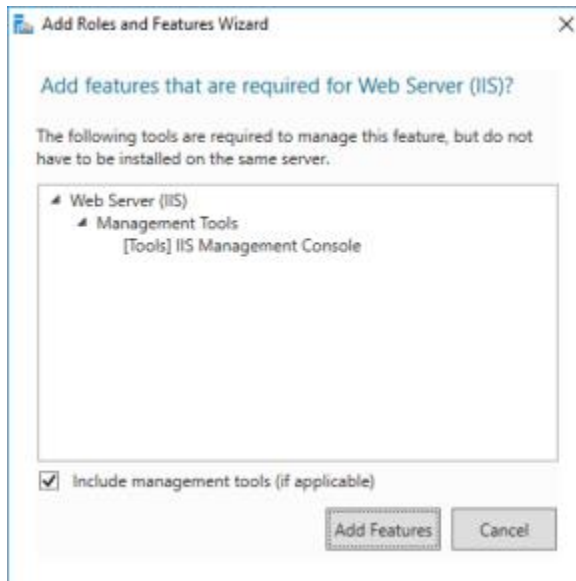 Add Roles and Features Wizard
Add features that are required for Web Server (IIS)?
The following tools are required to manage this feature, but do not
have to be installed on the same server.
Web Server (IIS)
Management Tools
[Tools] IIS Management Console
Include management tools (if applicable)
Add Features Cancel